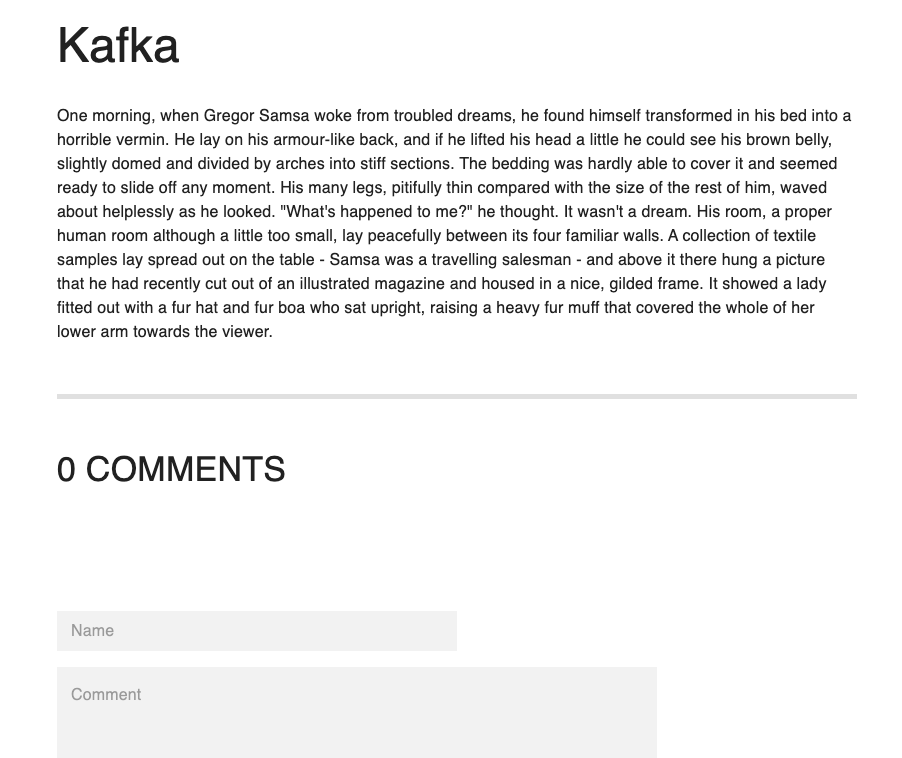 Kafka
One morning, when Gregor Samsa woke from troubled dreams, he found himself transformed in his bed into a
horrible vermin. He lay on his armour-like back, and if he lifted his head a little he could see his brown belly,
slightly domed and divided by arches into stiff sections. The bedding was hardly able to cover it and seemed
ready to slide off any moment. His many legs, pitifully thin compared with the size of the rest of him, waved
about helplessly as he looked. "What's happened to me?" he thought. It wasn't a dream. His room, a proper
human room although a little too small, lay peacefully between its four familiar walls. A collection of textile
samples lay spread out on the table - Samsa was a travelling salesman - and above it there hung a picture
that he had recently cut out of an illustrated magazine and housed in a nice, gilded frame. It showed a lady
fitted out with a fur hat and fur boa who sat upright, raising a heavy fur muff that covered the whole of her
lower arm towards the viewer.
0 COMMENTS
Name
Comment